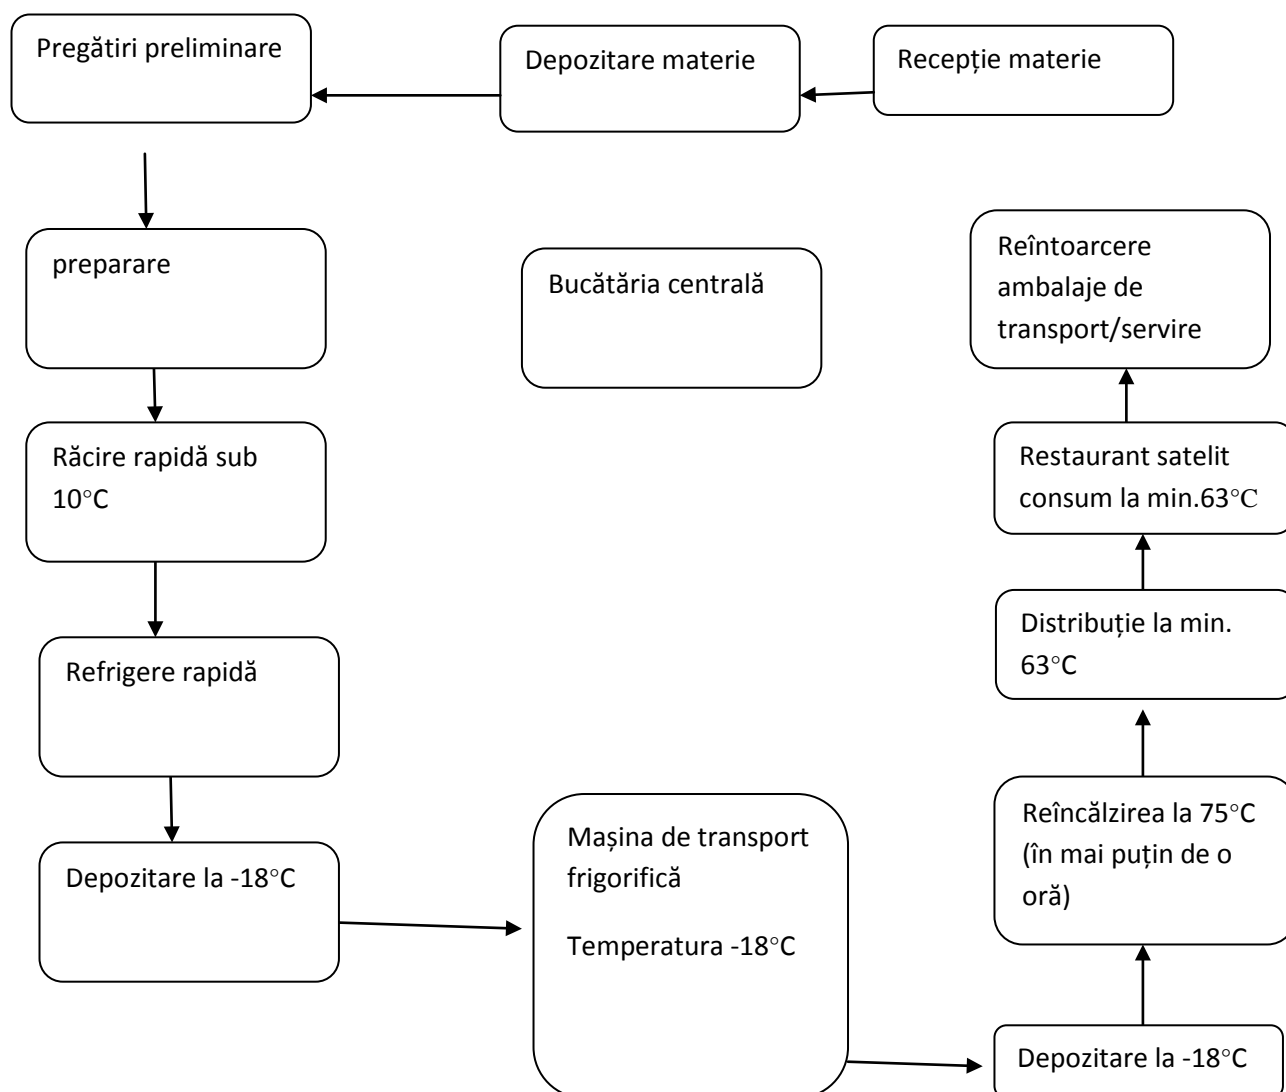 Pregătiri preliminare
Depozitare materie
Recepție materie
preparare
Bucătăria centrală
Reîntoarcere
ambalaje de
transport/servire
Răcire rapidă sub
10°C
Restaurant satelit
consum la min.63°C
Refrigere rapidă
Distribuție la min.
63°C
Depozitare la -18°C
Mașina de transport
frigorifică
Temperatura -18°C
Reîncălzirea la 75°C
(în mai puțin de o
oră)
Depozitare la -18°C